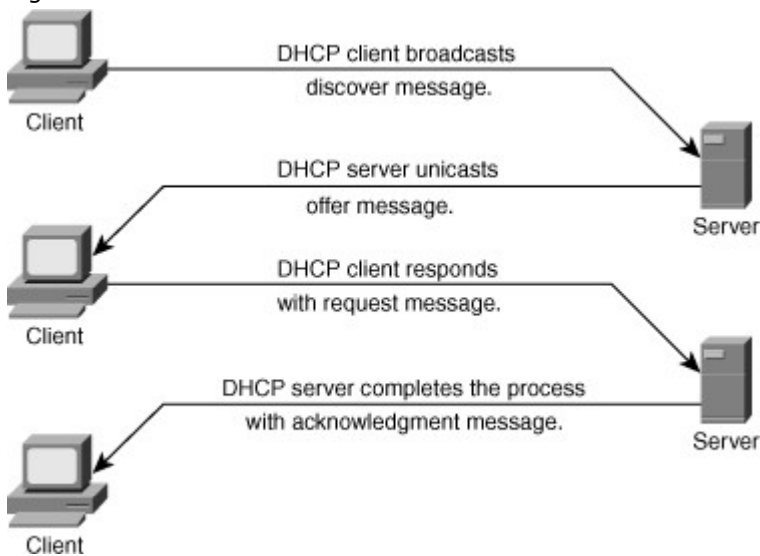 DHCP client broadcasts
discover message.
Client
DHCP server unicasts
offer message.
Server
DHCP client responds
with request message.
Client
DHCP server completes the process
with acknowledgment message.
Server
Client